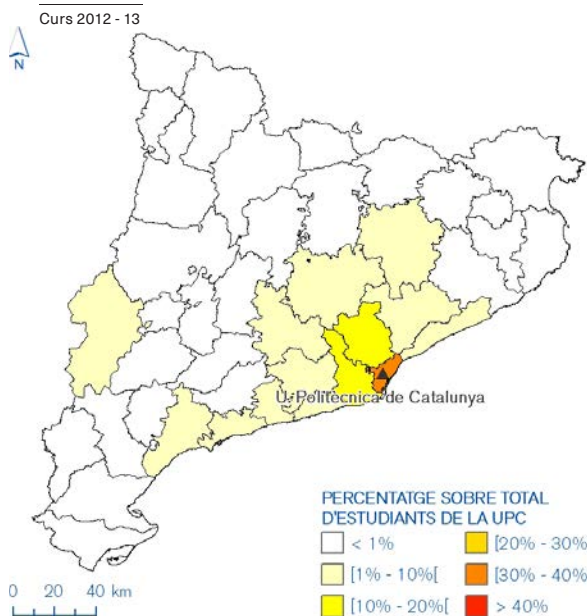 Curs 2012 - 13
N
U. Politècnica de Catalunya
PERCENTATGE SOBRE TOTAL
D'ESTUDIANTS DE LA UPC
< 1%
[20% - 30%
[1% - 10%[
[30% - 40%
[10% - 20%[
> 40%
0 20 40 km